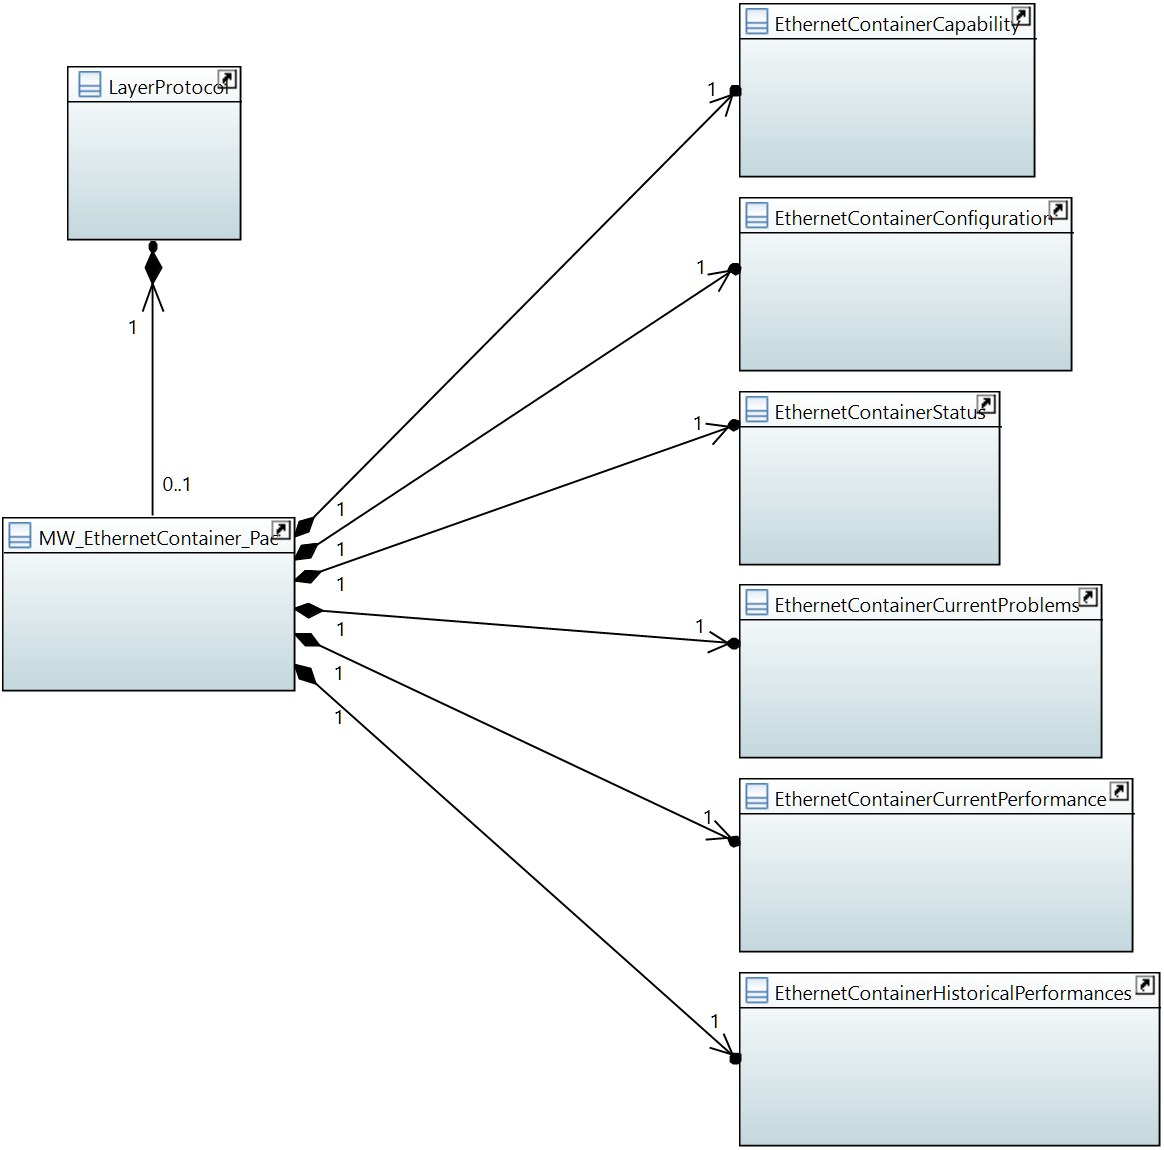 LayerProtocol
1
0..1
MW_EthernetContainer_Pac
1
1
1
1
1
1
1
EthernetContainerCapability
1
EthernetContainerConfiguration
1
EthernetContainerStatus
1
EthernetContainerCurrentProblems
1
EthernetContainerCurrentPerformance
1
EthernetContainerHistoricalPerformances